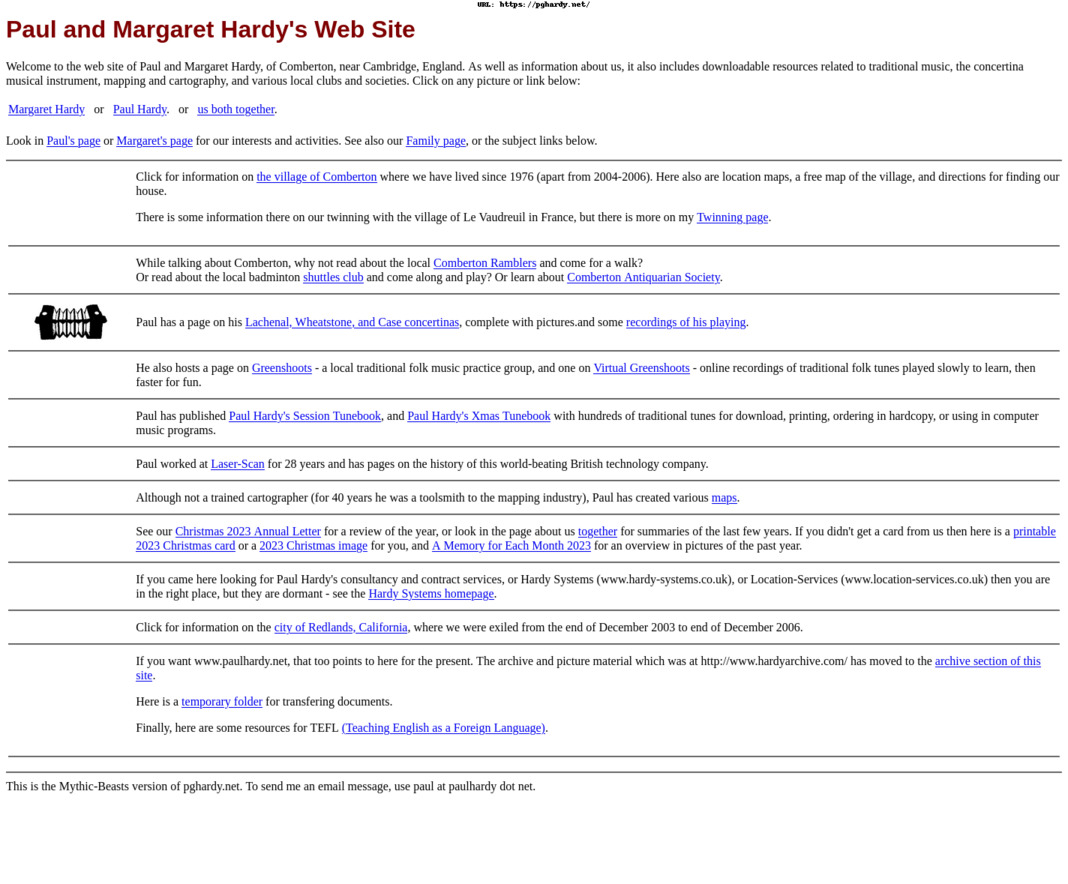 URL: https://pghardy.net/
Paul and Margaret Hardy's Web Site
Welcome to the web site of Paul and Margaret Hardy, of Comberton, near Cambridge, England. As well as information about us, it also includes downloadable resources related to traditional music, the concertina
musical instrument, mapping and cartography, and various local clubs and societies. Click on any picture or link below:
Margaret Hardy or Paul Hardy. or us both together.
Look in Paul's page or Margaret's page for our interests and activities. See also our Family page, or the subject links below.
Click for information on the village of Comberton where we have lived since 1976 (apart from 2004-2006). Here also are location maps, a free map of the village, and directions for finding our
house.
There is some information there on our twinning with the village of Le Vaudreuil in France, but there is more on my Twinning page.
While talking about Comberton, why not read about the local Comberton Ramblers and come for a walk?
Or read about the local badminton shuttles club and come along and play? Or learn about Comberton Antiquarian Society.
Paul has a page on his Lachenal, Wheatstone, and Case concertinas, complete with pictures.and some recordings of his playing.
He also hosts a page on Greenshoots - a local traditional folk music practice group, and one on Virtual Greenshoots - online recordings of traditional folk tunes played slowly to learn, then
faster for fun.
Paul has published Paul Hardy's Session Tunebook, and Paul Hardy's Xmas Tunebook with hundreds of traditional tunes for download, printing, ordering in hardcopy, or using in computer
music programs.
Paul worked at Laser-Scan for 28 years and has pages on the history of this world-beating British technology company.
Although not a trained cartographer (for 40 years he was a toolsmith to the mapping industry), Paul has created various maps.
See our Christmas 2023 Annual Letter for a review of the year, or look in the page about us together for summaries of the last few years. If you didn't get a card from us then here is a printable
2023 Christmas card or a 2023 Christmas image for you, and A Memory for Each Month 2023 for an overview in pictures of the past year.
If you came here looking for Paul Hardy's consultancy and contract services, or Hardy Systems (www.hardy-systems.co.uk), or Location-Services (www.location-services.co.uk) then you are
in the right place, but they are dormant - see the Hardy Systems homepage.
Click for information on the city of Redlands, California, where we were exiled from the end of December 2003 to end of December 2006.
If you want www.paulhardy.net, that too points to here for the present. The archive and picture material which was at http://www.hardyarchive.com/ has moved to the archive section of this
site.
Here is a temporary folder for transfering documents.
Finally, here are some resources for TEFL (Teaching English as a Foreign Language).
This is the Mythic-Beasts version of pghardy.net. To send me an email message, use paul at paulhardy dot net.